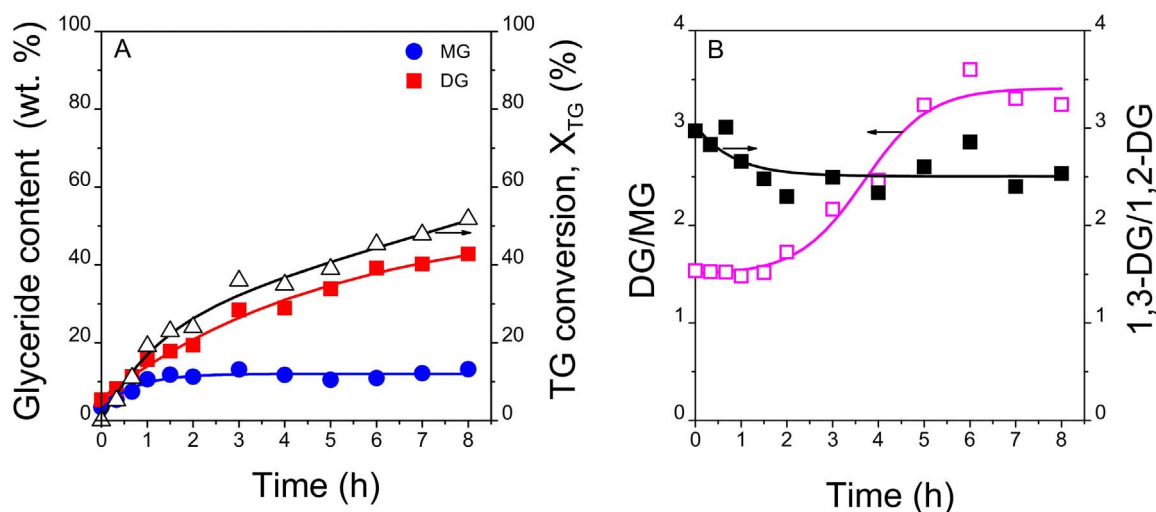 A
MG
DG
Glyceride content (wt. %)
100
80
60
40
20
0
100
80
60
40
20
0
TG conversion, X_TG (%)
0 1 2 3 4 5 6 7 8
Time (h)
B
DG/MG
4
3
2
1
0
4
3
2
1
0
1,3-DG/1,2-DG
0 1 2 3 4 5 6 7 8
Time (h)